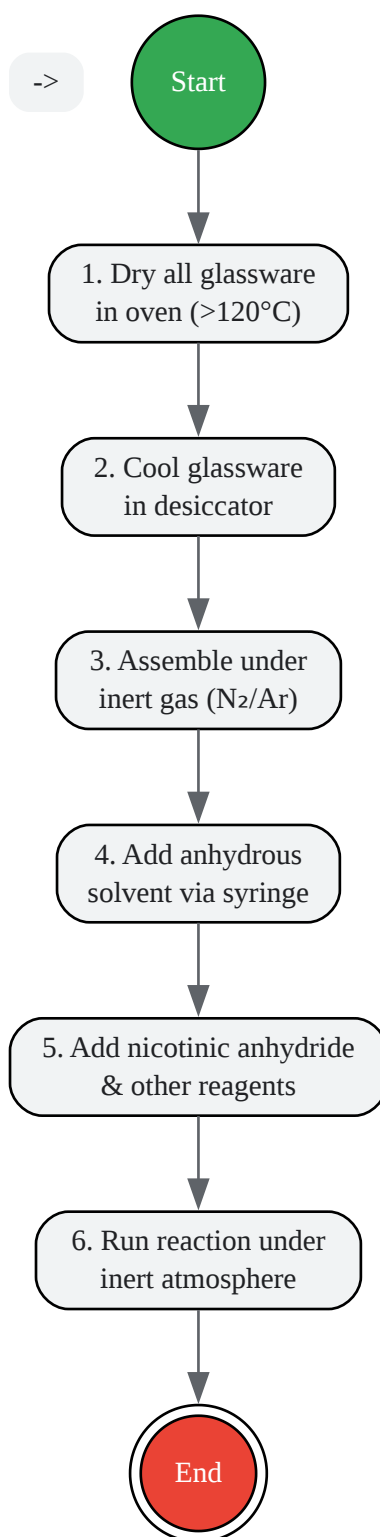 ->
Start
1. Dry all glassware
in oven (>120°C)
2. Cool glassware
in desiccator
3. Assemble under
inert gas (N₂/Ar)
4. Add anhydrous
solvent via syringe
5. Add nicotinic anhydride
& other reagents
6. Run reaction under
inert atmosphere
End